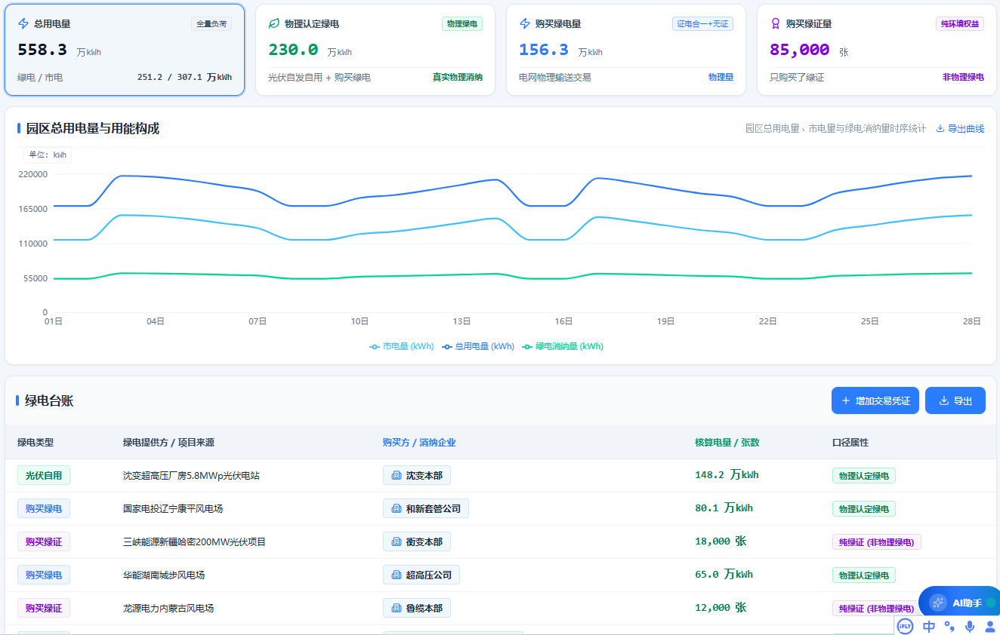 总用电量 全量负荷
558.3 万kWh
绿电 / 市电 251.2 / 307.1 万kWh
物理认定绿电 物理绿电
230.0 万kWh
光伏自发自用 + 购买绿电 真实物理消纳
购买绿电量 证电合一+无证
156.3 万kWh
电网物理输送交易 物理量
购买绿证量 纯环境权益
85,000 张
只购买了绿证 非物理绿电
园区总用电量与用能构成 园区总用电量、市电量与绿电消纳量时序统计 导出曲线
单位: kWh
220000
165000
110000
55000
0
01日 04日 07日 10日 13日 16日 19日 22日 25日 28日
市电量 (kWh) 总用电量 (kWh) 绿电消纳量 (kWh)
绿电台账 + 增加交易凭证 导出
绿电类型 绿电提供方 / 项目来源 购买方 / 消纳企业 核算电量 / 张数 口径属性
光伏自用 沈变超高压厂房5.8MWp光伏电站 沈变本部 148.2 万kWh 物理认定绿电
购买绿电 国家电投辽宁康平风电场 和新套管公司 80.1 万kWh 物理认定绿电
购买绿证 三峡能源新疆哈密200MW光伏项目 衡变本部 18,000 张 纯绿证 (非物理绿电)
购买绿电 华能湖南城步风电场 超高压公司 65.0 万kWh 物理认定绿电
购买绿证 龙源电力内蒙古风电场 鲁缆本部 12,000 张 纯绿证 (非物理绿电)
AI助手
iFLY 中